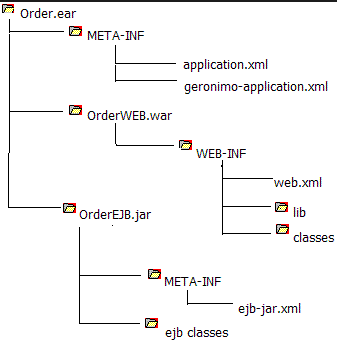 Order.ear
META-INF
application.xml
geronimo-application.xml
OrderWEB.war
WEB-INF
web.xml
lib
classes
OrderEJB.jar
META-INF
ejb-jar.xml
ejb classes